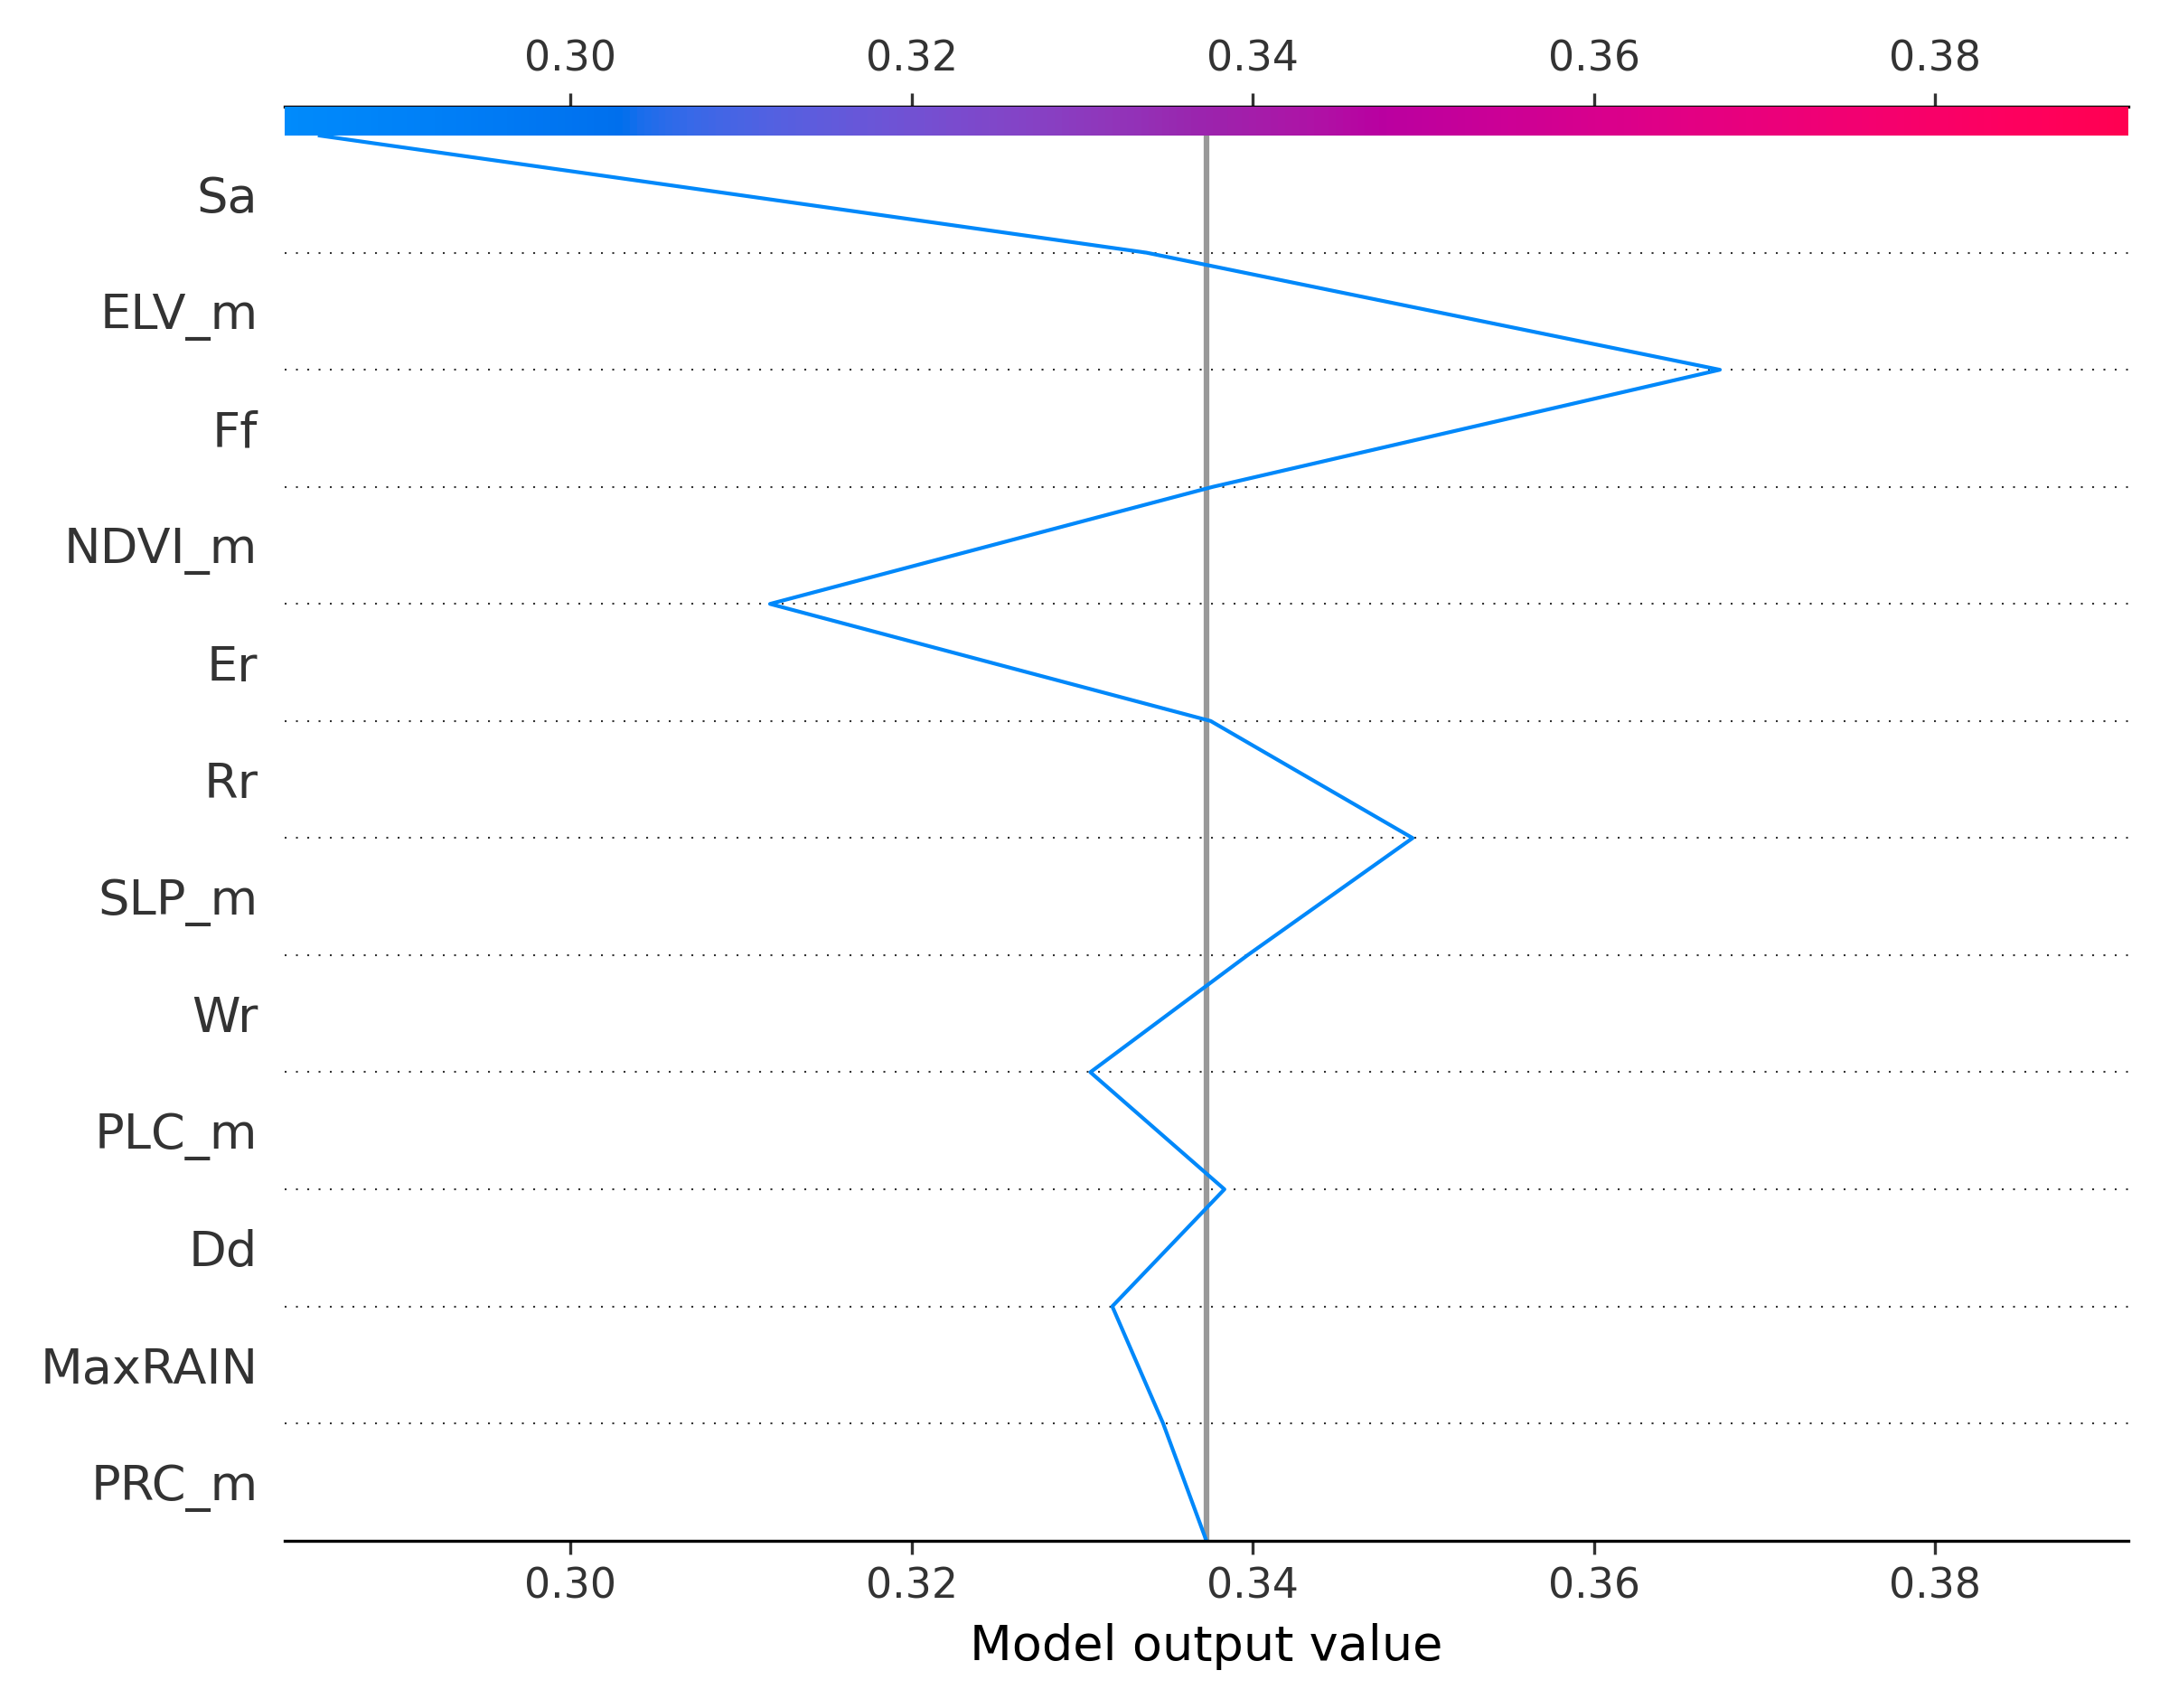 0.30 0.32 0.34 0.36 0.38
Sa
ELV_m
Ff
NDVI_m
Er
Rr
SLP_m
Wr
PLC_m
Dd
MaxRAIN
PRC_m
0.30 0.32 0.34 0.36 0.38
Model output value